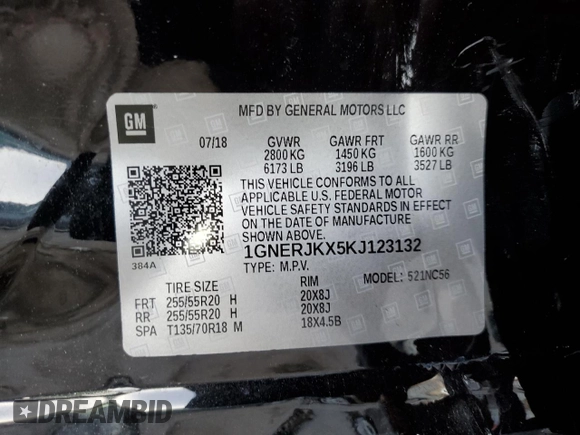 GM
MFD BY GENERAL MOTORS LLC
07/18 GVWR GAWR FRT GAWR RR
2800 KG 1450 KG 1600 KG
6173 LB 3196 LB 3527 LB
THIS VEHICLE CONFORMS TO ALL
APPLICABLE U.S. FEDERAL MOTOR
VEHICLE SAFETY STANDARDS IN EFFECT
ON THE DATE OF MANUFACTURE
SHOWN ABOVE.
384A
1GNERJKX5KJ123132
TYPE: M.P.V. MODEL: 521NC56
TIRE SIZE RIM
FRT 255/55R20 H 20X8J
RR 255/55R20 H 20X8J
SPA T135/70R18 M 18X4.5B
DREAMBID